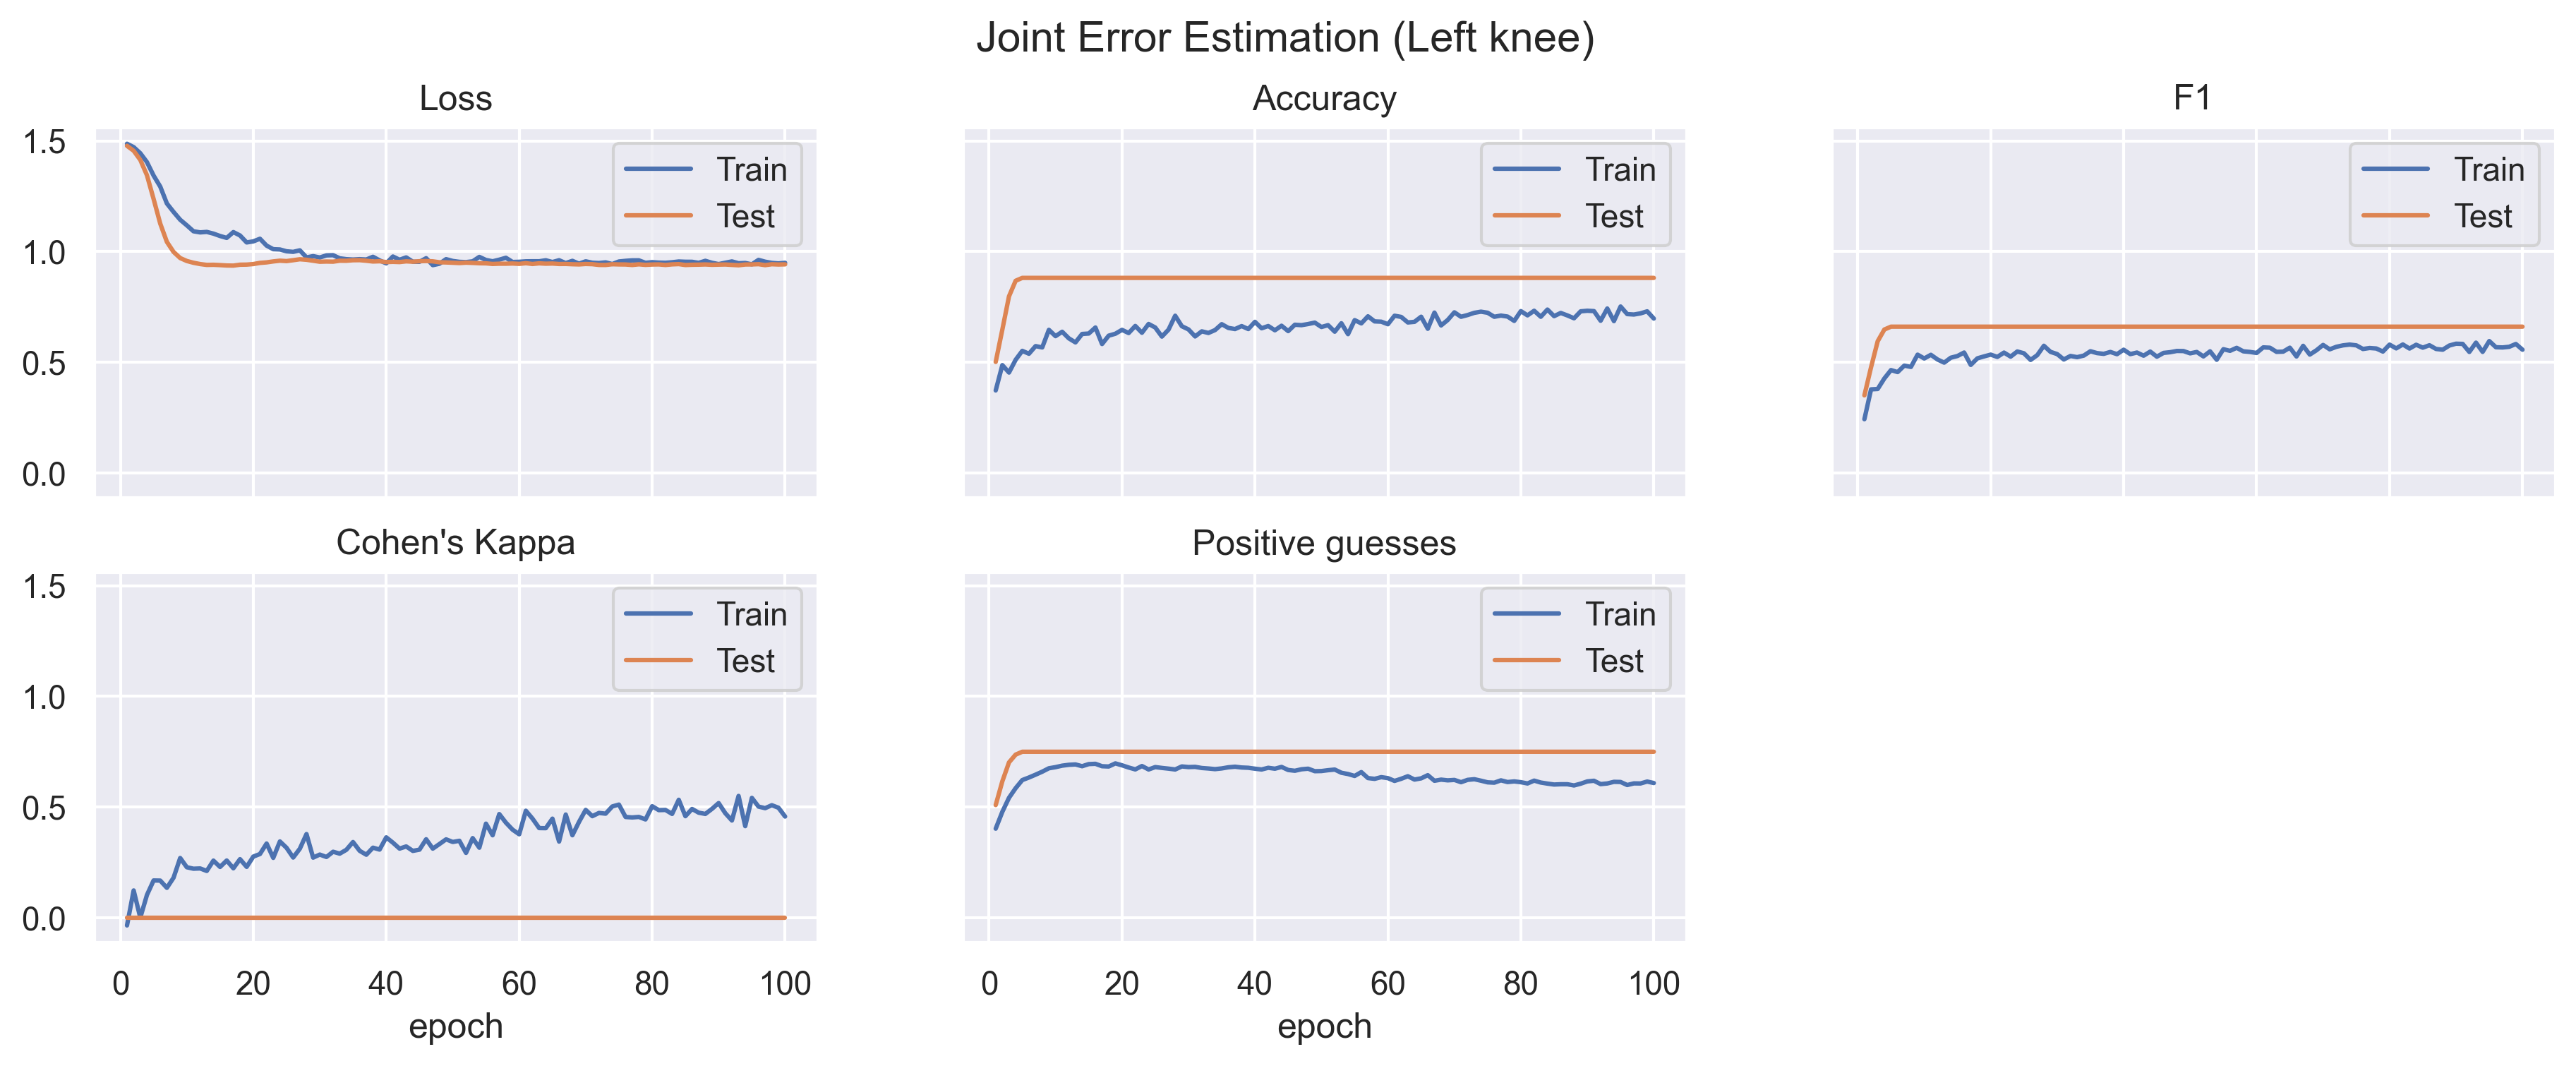 Joint Error Estimation (Left knee)
Loss
1.5
1.0
0.5
0.0
Train
Test
Accuracy
Train
Test
F1
Train
Test
Cohen's Kappa
1.5
1.0
0.5
0.0
Train
Test
0 20 40 60 80 100
epoch
Positive guesses
Train
Test
0 20 40 60 80 100
epoch